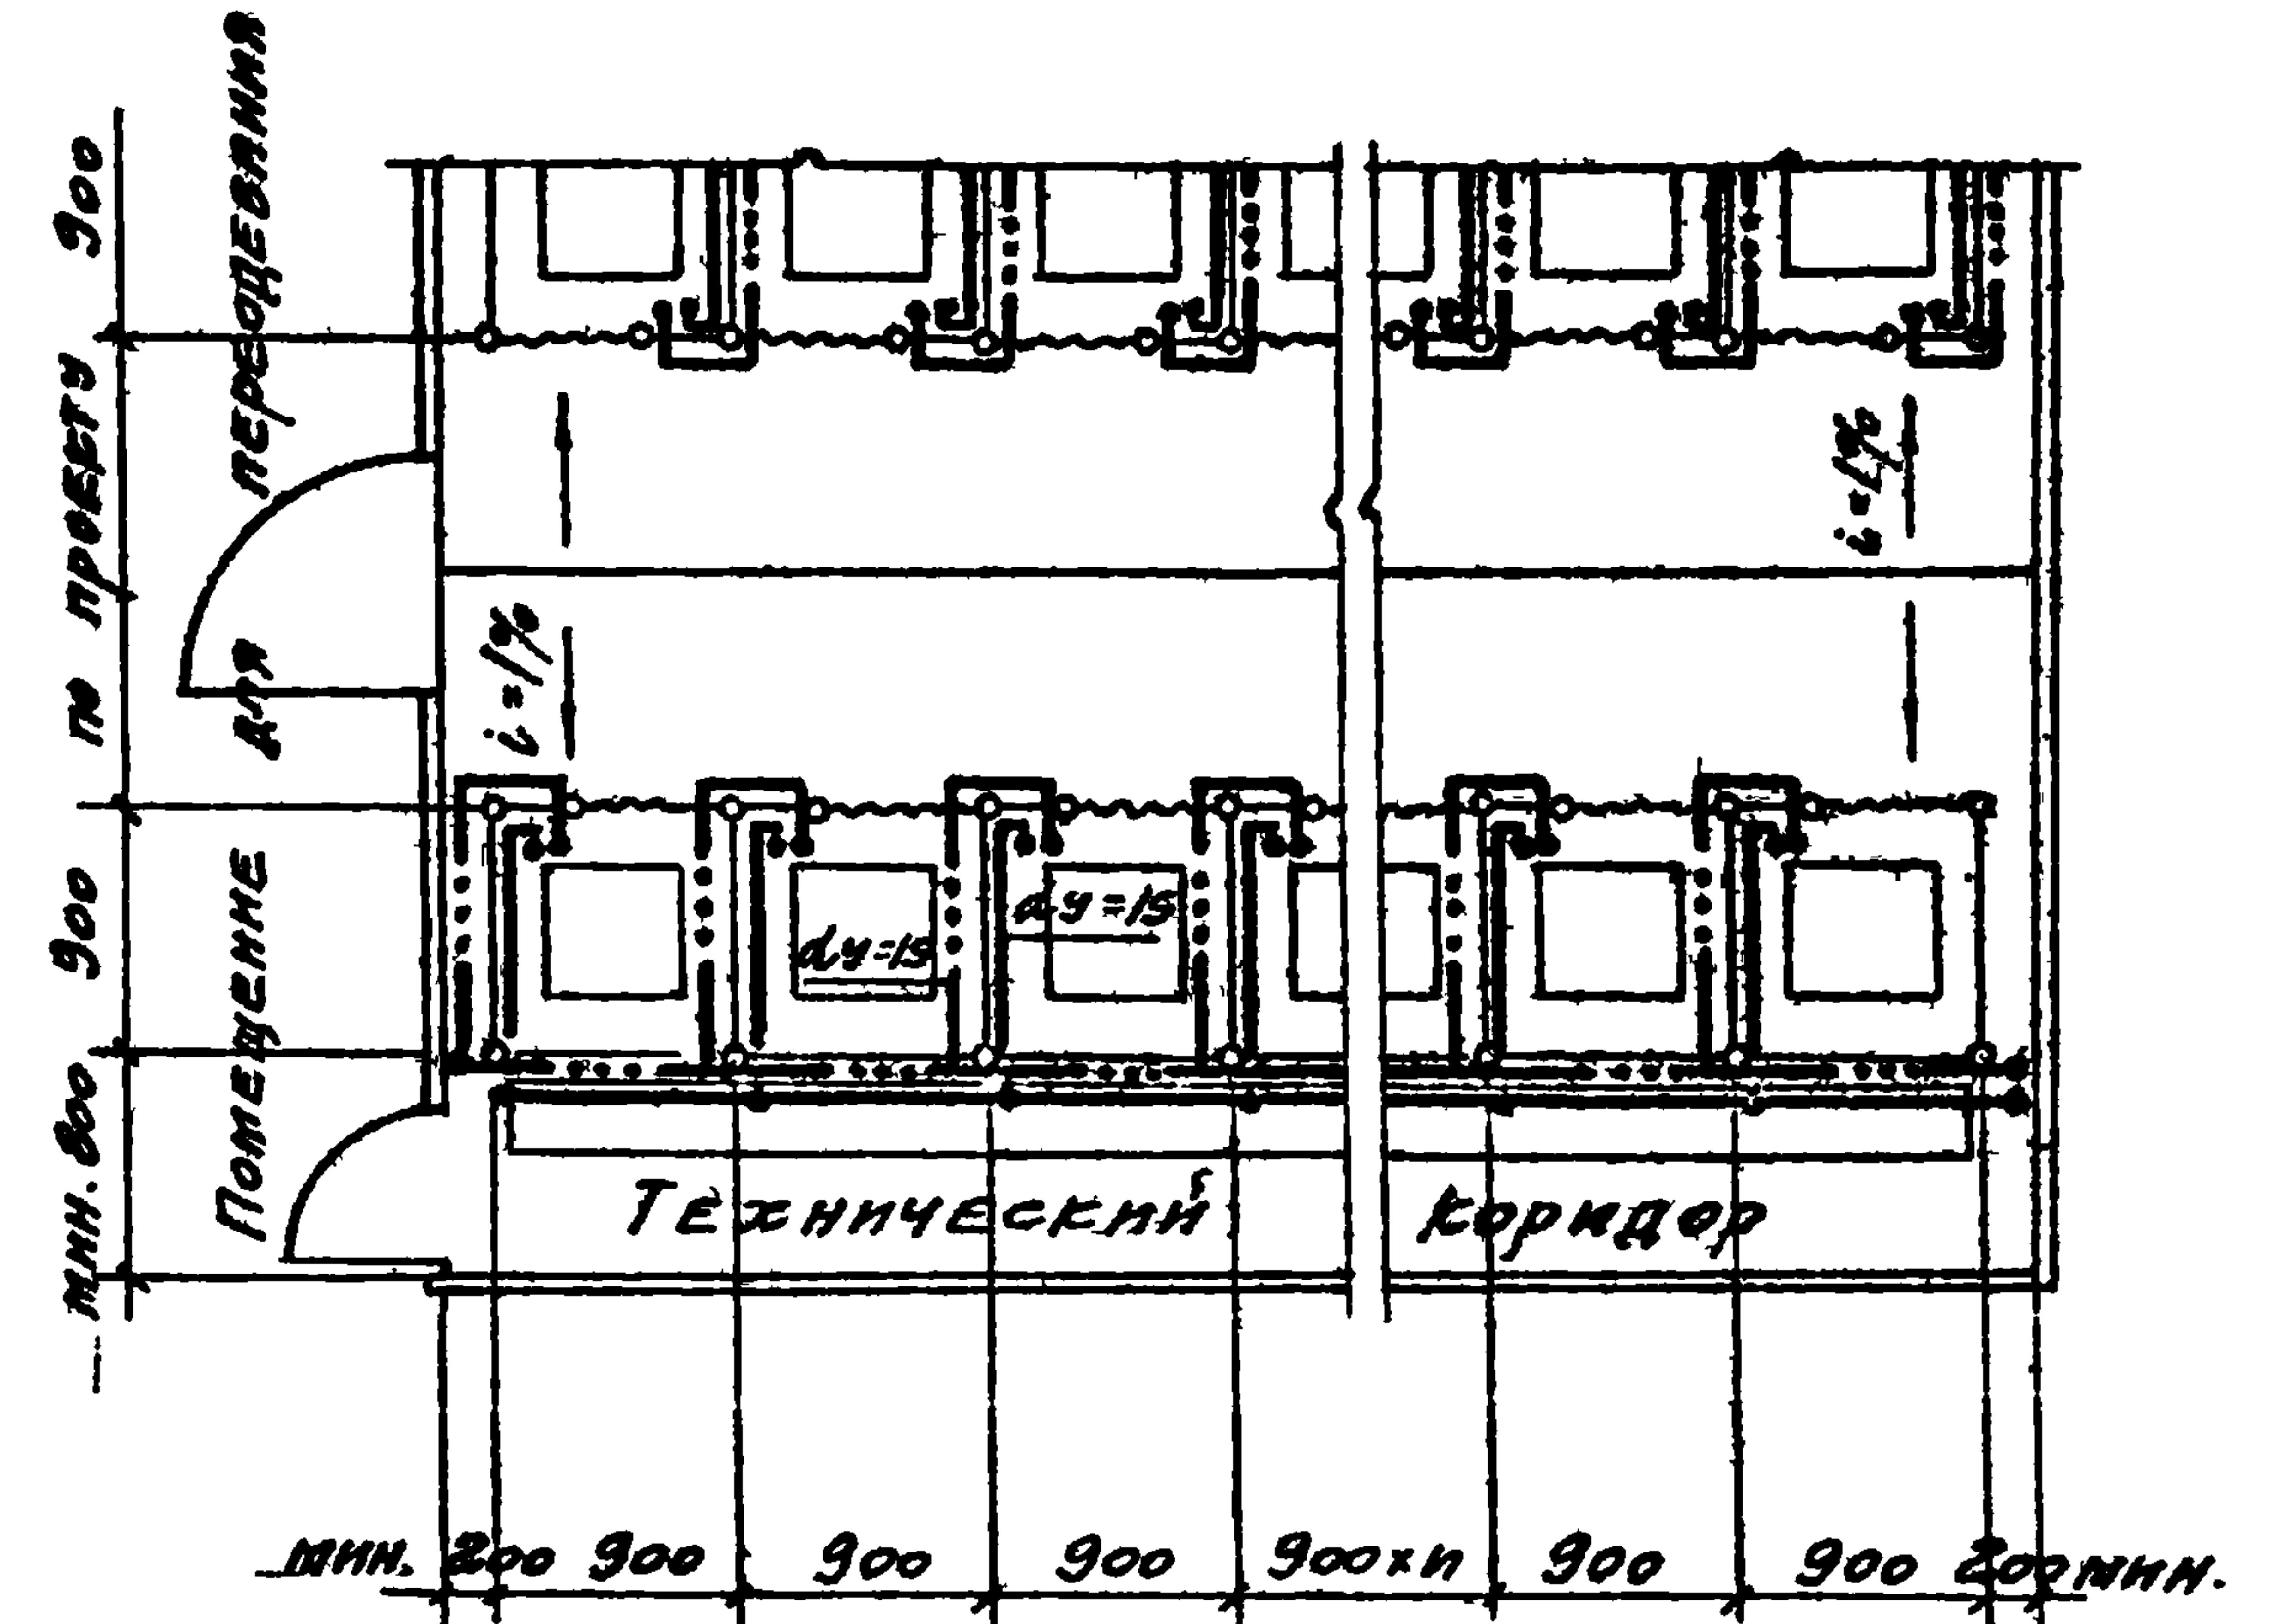 900
по проекту
900
мин. 800
Помещение для переодевания
i=1%
i=1%
dy=15
dy=15
Технический коридор
мин. 200 900 900 900 900xn 900 900 200 мин.